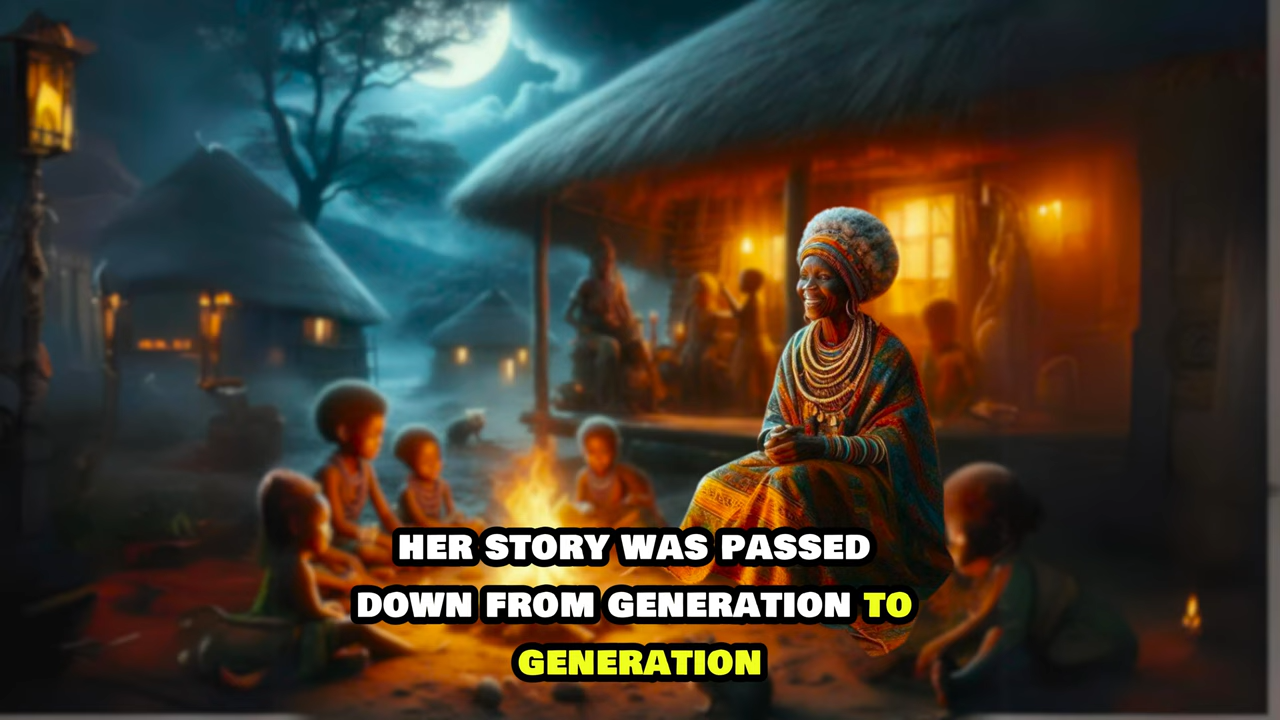 HER STORY WAS PASSED
DOWN FROM GENERATION TO
GENERATION